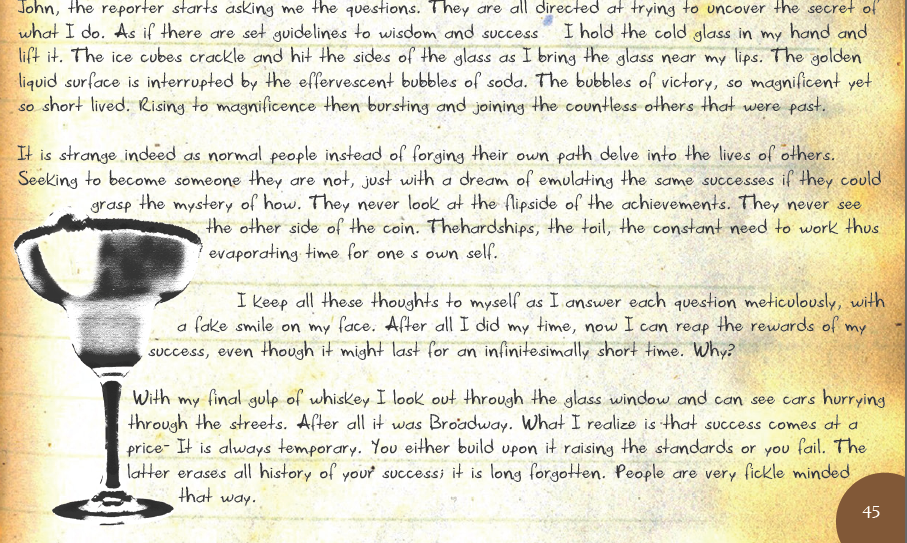 John, the reporter starts asking me the questions. They are all directed at trying to uncover the secret of
what I do. As if there are set guidelines to wisdom and success   I hold the cold glass in my hand and
lift it. The ice cubes crackle and hit the sides of the glass as I bring the glass near my lips. The golden
liquid surface is interrupted by the effervescent bubbles of soda. The bubbles of victory, so magnificent yet
so short lived. Rising to magnificence then bursting and joining the countless others that were past.
It is strange indeed as normal people instead of forging their own path delve into the lives of others.
Seeking to become someone they are not, just with a dream of emulating the same successes if they could
grasp the mystery of how. They never look at the flipside of the achievements. They never see
the other side of the coin. Thehardships, the toil, the constant need to work thus
evaporating time for one s own self.
I keep all these thoughts to myself as I answer each question meticulously, with
a fake smile on my face. After all I did my time, now I can reap the rewards of my
success, even though it might last for an infinitesimally short time. Why?
With my final gulp of whiskey I look out through the glass window and can see cars hurrying
through the streets. After all it was Broadway. What I realize is that success comes at a
price- It is always temporary. You either build upon it raising the standards or you fail. The
latter erases all history of your success; it is long forgotten. People are very fickle minded
that way.
45